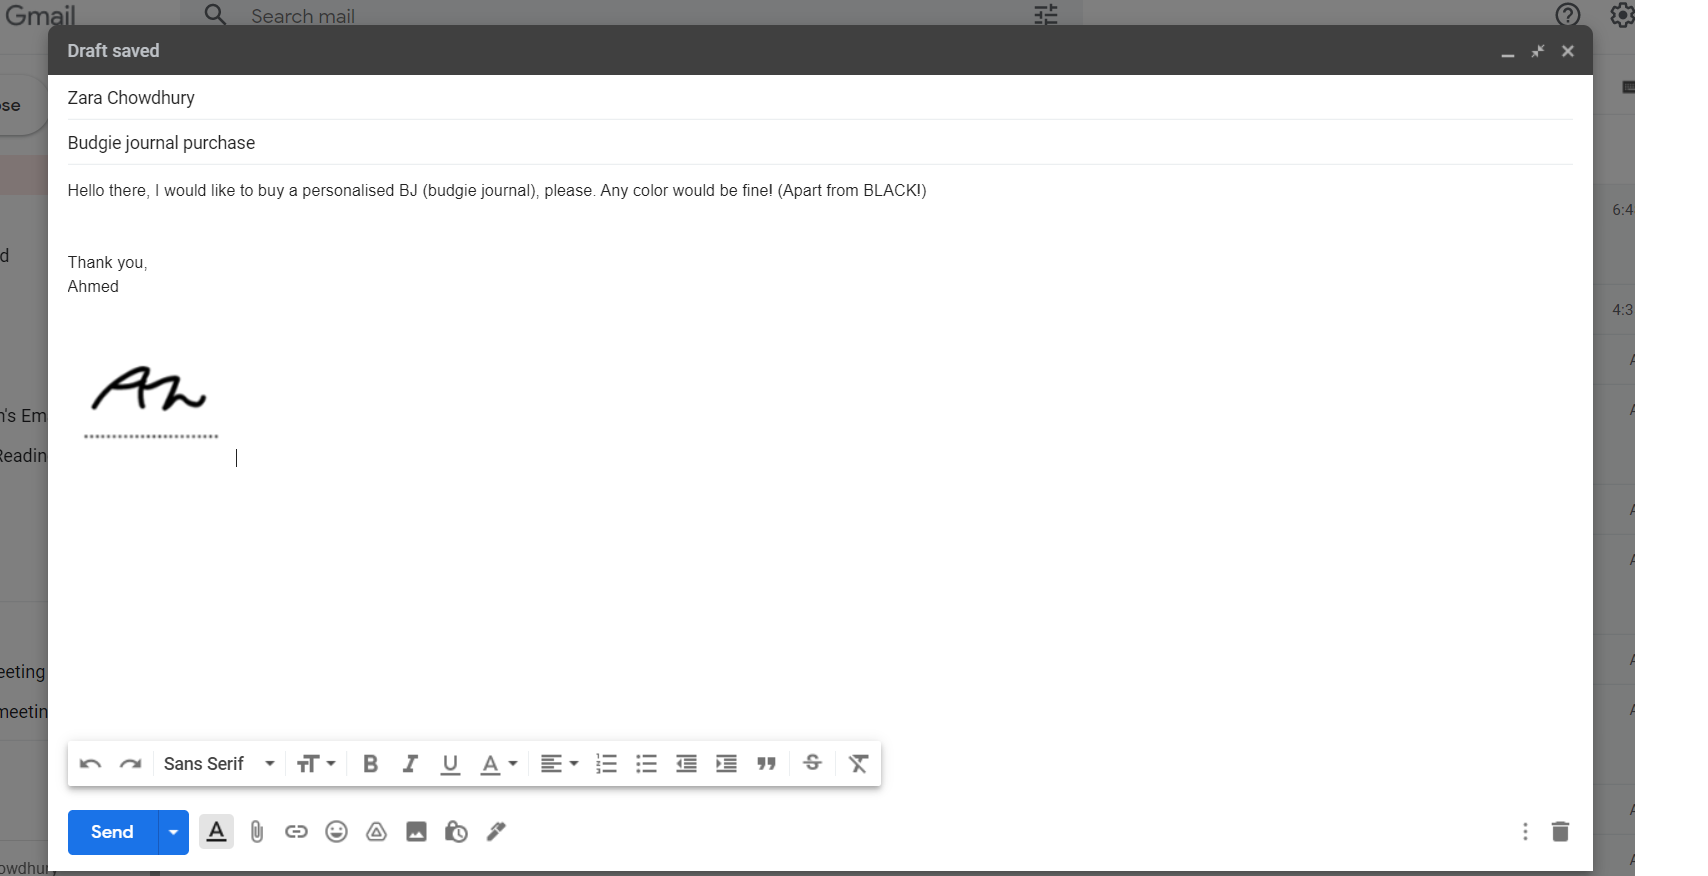 Gmail
Search mail
Draft saved
Zara Chowdhury
Budgie journal purchase
Hello there, I would like to buy a personalised BJ (budgie journal), please. Any color would be fine! (Apart from BLACK!)
Thank you,
Ahmed
Ah
Sans Serif
Send
ose
d
n's Em
Readin
eeting
meetin
owdhury
6:4
4:3